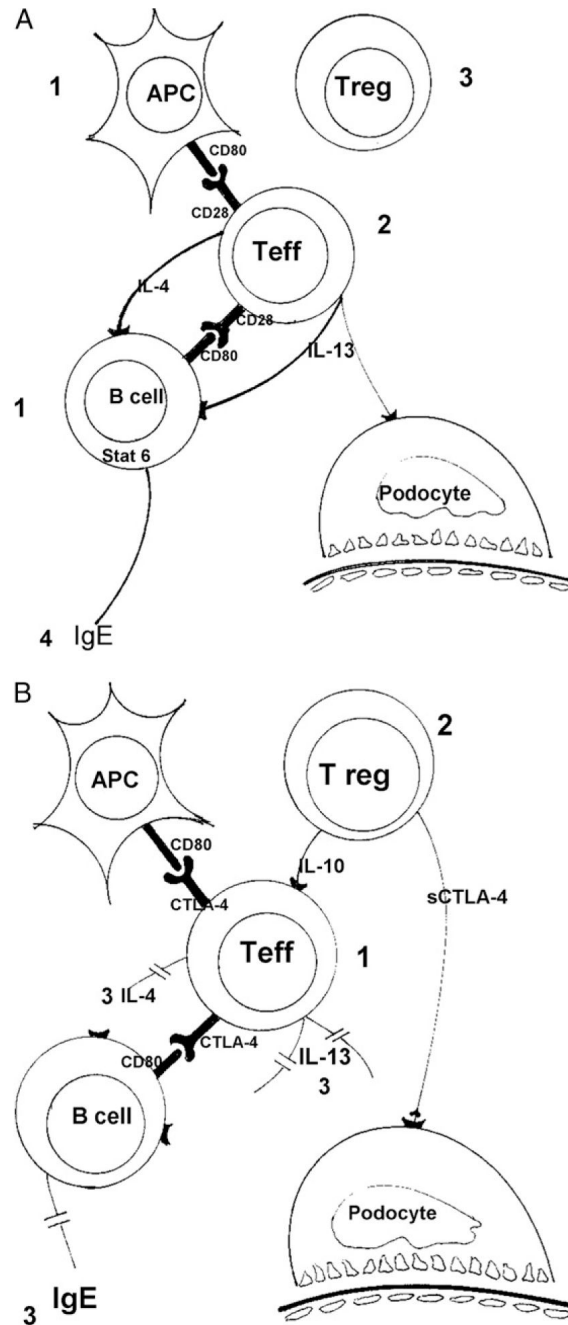 A
1
APC
Treg
3
CD80
CD28
2
Teff
IL-4
CD28
CD80
IL-13
1
B cell
Stat 6
Podocyte
4 IgE
B
2
APC
T reg
CD80
IL-10
CTLA-4
sCTLA-4
Teff
1
3 IL-4
CTLA-4
CD80
IL-13
3
B cell
Podocyte
3 IgE